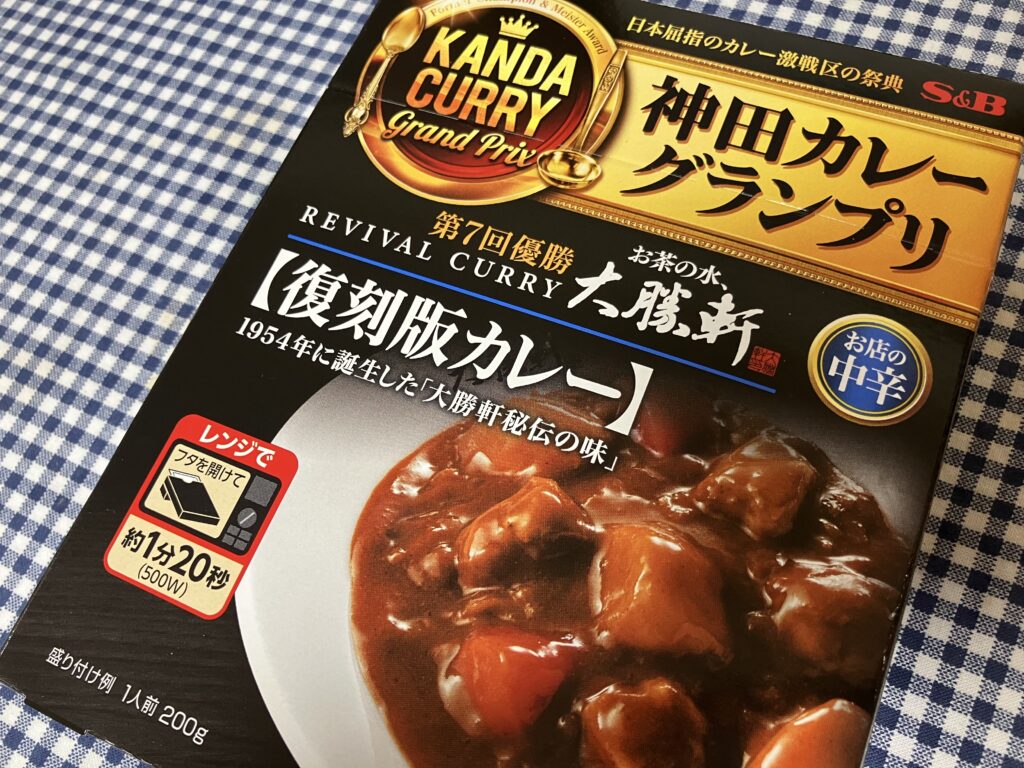 Champion & Meister Award
KANDA
CURRY
Grand Prix
日本屈指のカレー激戦区の祭典
S&B
神田カレー
グランプリ
第7回優勝
REVIVAL CURRY
お茶の水、
大勝軒
【復刻版カレー】
1954年に誕生した「大勝軒秘伝の味」
お店の
中辛
レンジで
フタを開けて
約1分20秒
(500W)
盛り付け例 1人前 200g